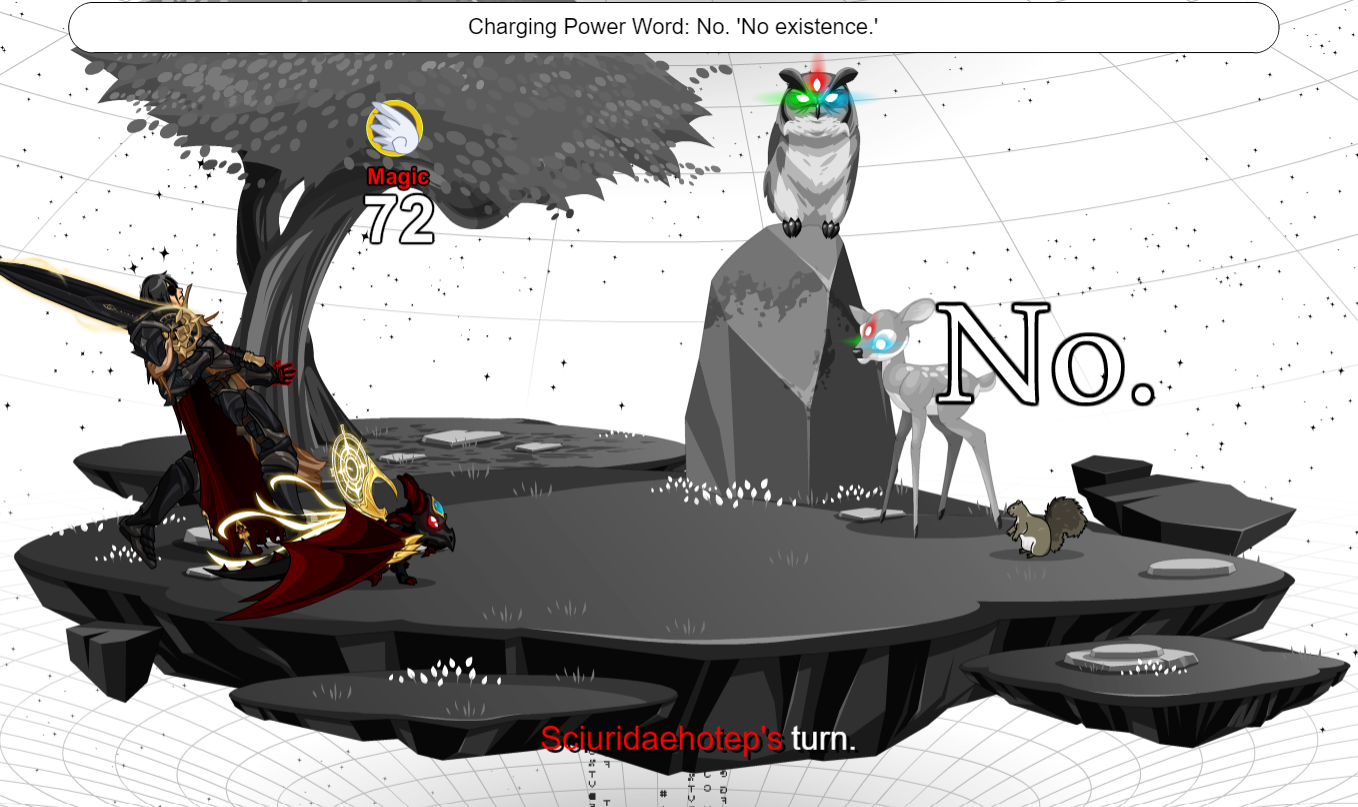 Charging Power Word: No. 'No existence.'
Magic
72
No.
Sciuridaehotep's turn.